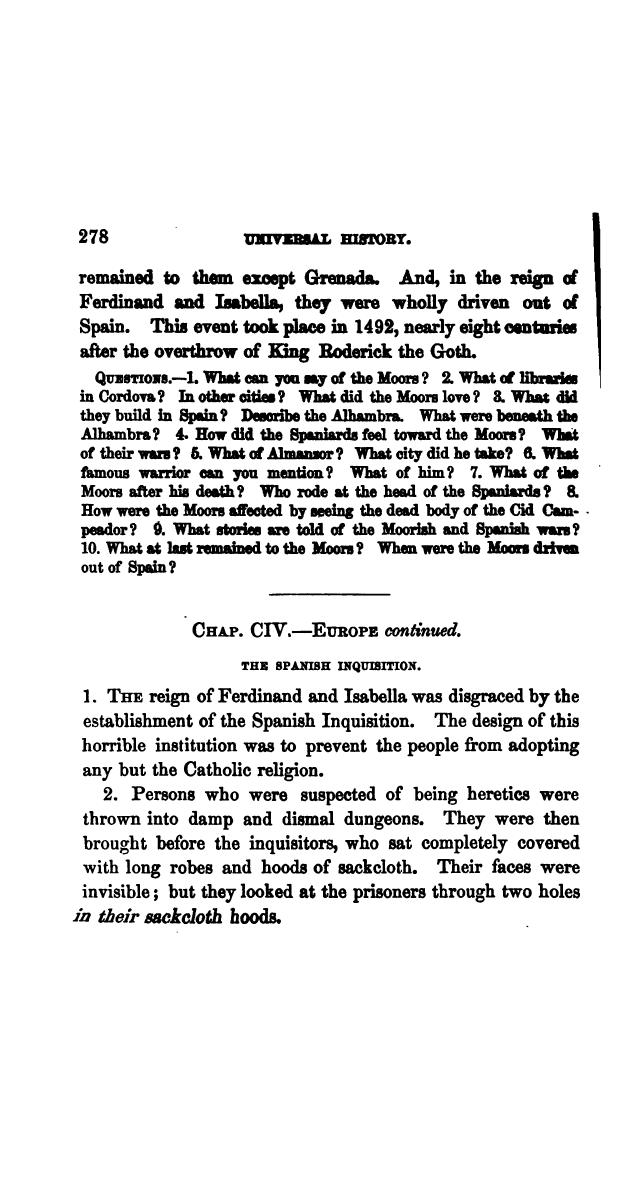 278 UNIVERSAL HISTORY.
remained to them except Grenada. And, in the reign of
Ferdinand and Isabella, they were wholly driven out of
Spain. This event took place in 1492, nearly eight centuries
after the overthrow of King Roderick the Goth.
QUESTIONS.—1. What can you say of the Moors? 2. What of libraries
in Cordova? In other cities? What did the Moors love? 3. What did
they build in Spain? Describe the Alhambra. What were beneath the
Alhambra? 4. How did the Spaniards feel toward the Moors? What
of their wars? 5. What of Almansor? What city did he take? 6. What
famous warrior can you mention? What of him? 7. What of the
Moors after his death? Who rode at the head of the Spaniards? 8.
How were the Moors affected by seeing the dead body of the Cid Cam-
peador? 9. What stories are told of the Moorish and Spanish wars?
10. What at last remained to the Moors? When were the Moors driven
out of Spain?
CHAP. CIV.—EUROPE continued.
THE SPANISH INQUISITION.
1. THE reign of Ferdinand and Isabella was disgraced by the
establishment of the Spanish Inquisition. The design of this
horrible institution was to prevent the people from adopting
any but the Catholic religion.
2. Persons who were suspected of being heretics were
thrown into damp and dismal dungeons. They were then
brought before the inquisitors, who sat completely covered
with long robes and hoods of sackcloth. Their faces were
invisible; but they looked at the prisoners through two holes
in their sackcloth hoods.